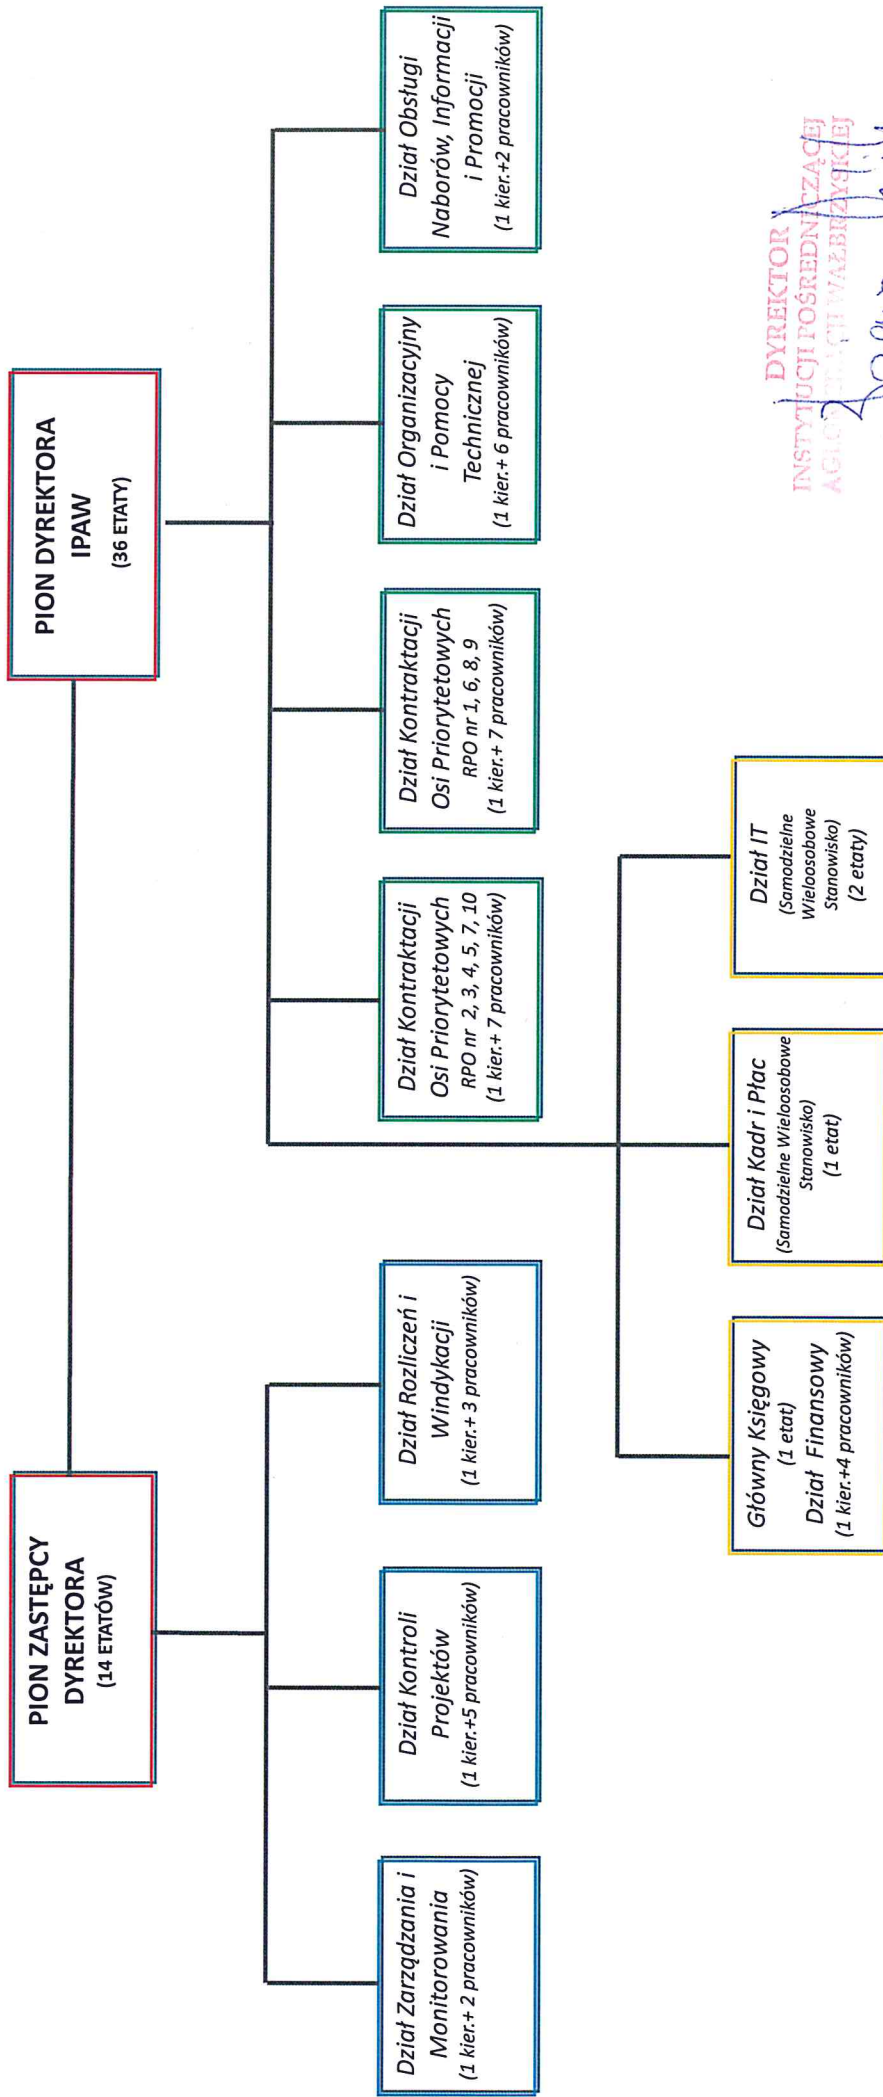 PION ZASTĘPCY
DYREKTORA
(14 ETATÓW)
PION DYREKTORA
IPAW
(36 ETATY)
Dział Zarządzania i
Monitorowania
(1 kier.+ 2 pracowników)
Dział Kontroli
Projektów
(1 kier.+5 pracowników)
Dział Rozliczeń i
Windykacji
(1 kier.+ 3 pracowników)
Dział Kontraktacji
Osi Priorytetowych
RPO nr 2, 3, 4, 5, 7, 10
(1 kier.+ 7 pracowników)
Dział Kontraktacji
Osi Priorytetowych
RPO nr 1, 6, 8, 9
(1 kier.+ 7 pracowników)
Dział Organizacyjny
i Pomocy
Technicznej
(1 kier.+ 6 pracowników)
Dział Obsługi
Naborów, Informacji
i Promocji
(1 kier.+2 pracowników)
Główny Księgowy
(1 etat)
Dział Finansowy
(1 kier.+4 pracowników)
Dział Kadr i Płac
(Samodzielne Wieloosobowe
Stanowisko)
(1 etat)
Dział IT
(Samodzielne
Wieloosobowe
Stanowisko)
(2 etaty)
DYREKTOR
INSTYTUCJI POŚREDNICZĄCEJ
WAŁBRZYSKIEJ